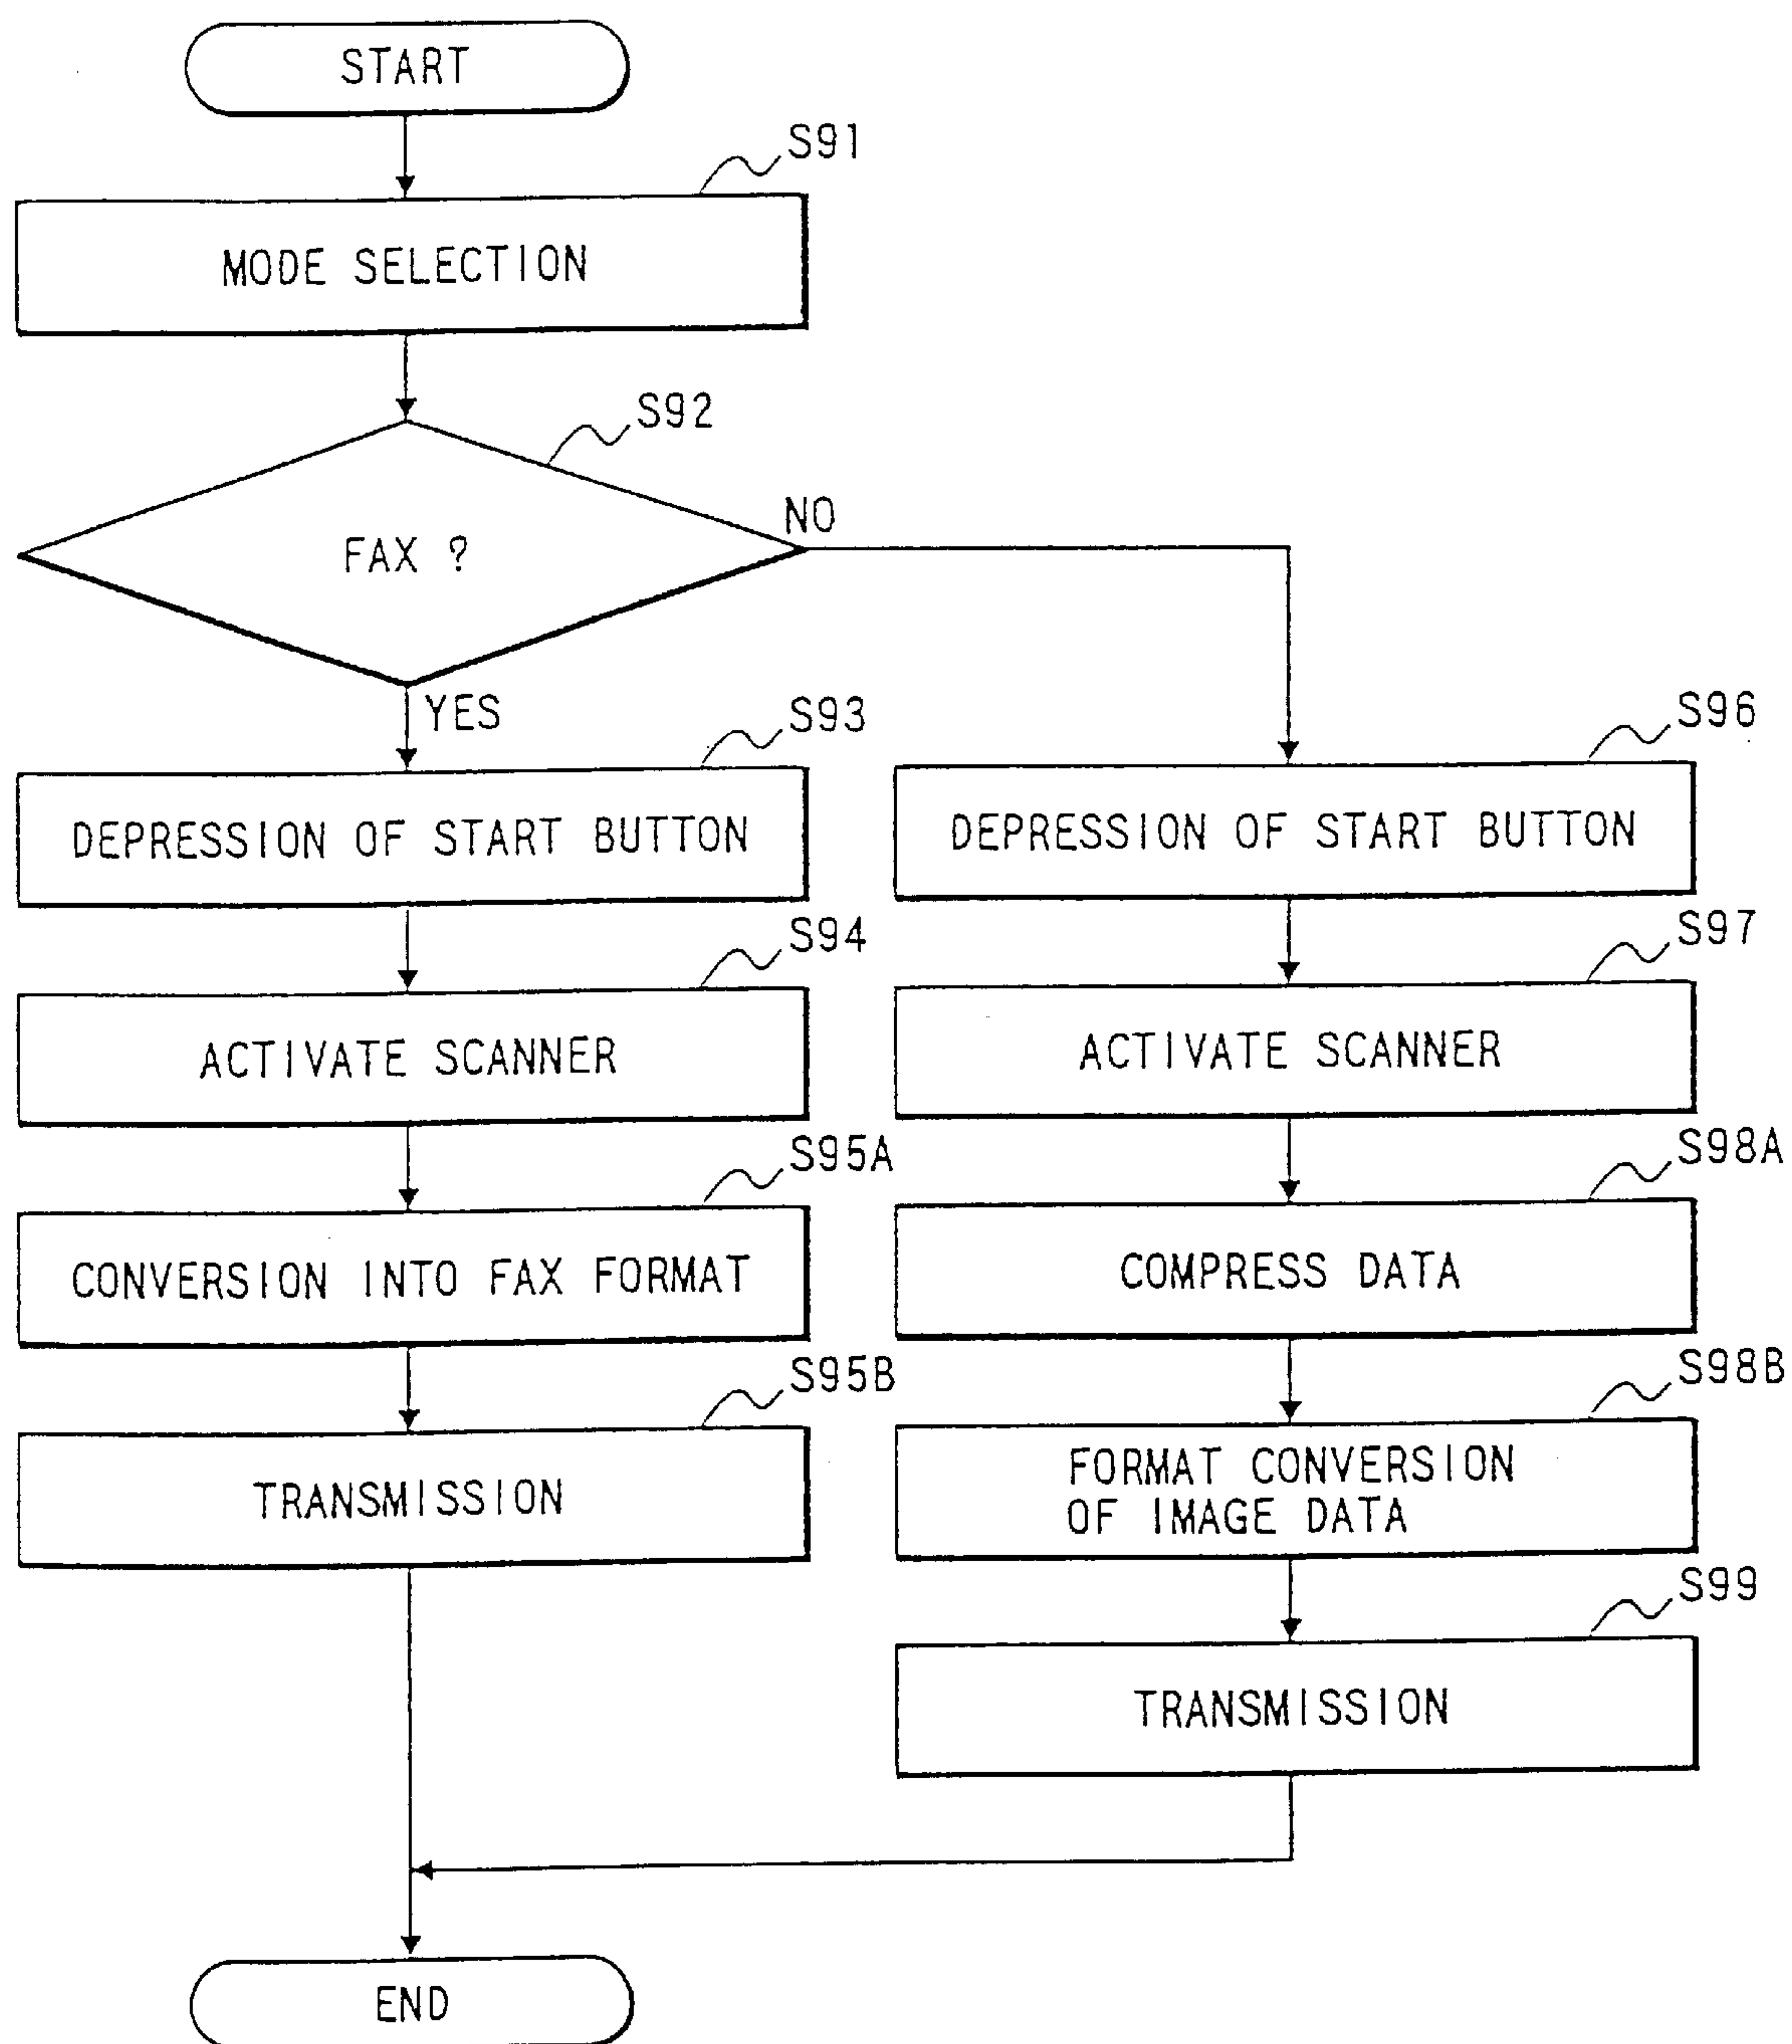 START
S91
MODE SELECTION
S92
FAX ?
NO
YES
S93
DEPRESSION OF START BUTTON
S94
ACTIVATE SCANNER
S95A
CONVERSION INTO FAX FORMAT
S95B
TRANSMISSION
S96
DEPRESSION OF START BUTTON
S97
ACTIVATE SCANNER
S98A
COMPRESS DATA
S98B
FORMAT CONVERSION
OF IMAGE DATA
S99
TRANSMISSION
END